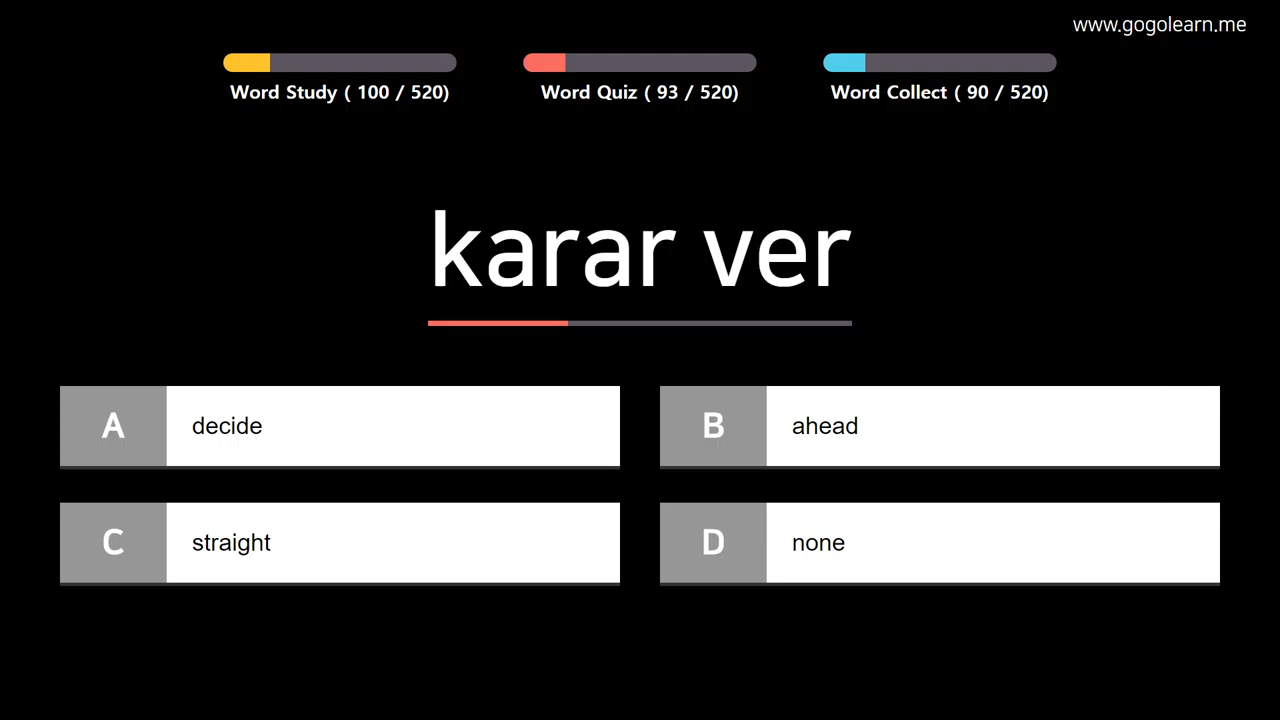 www.gogolearn.me
Word Study ( 100 / 520)
Word Quiz ( 93 / 520)
Word Collect ( 90 / 520)
karar ver
A decide
B ahead
C straight
D none